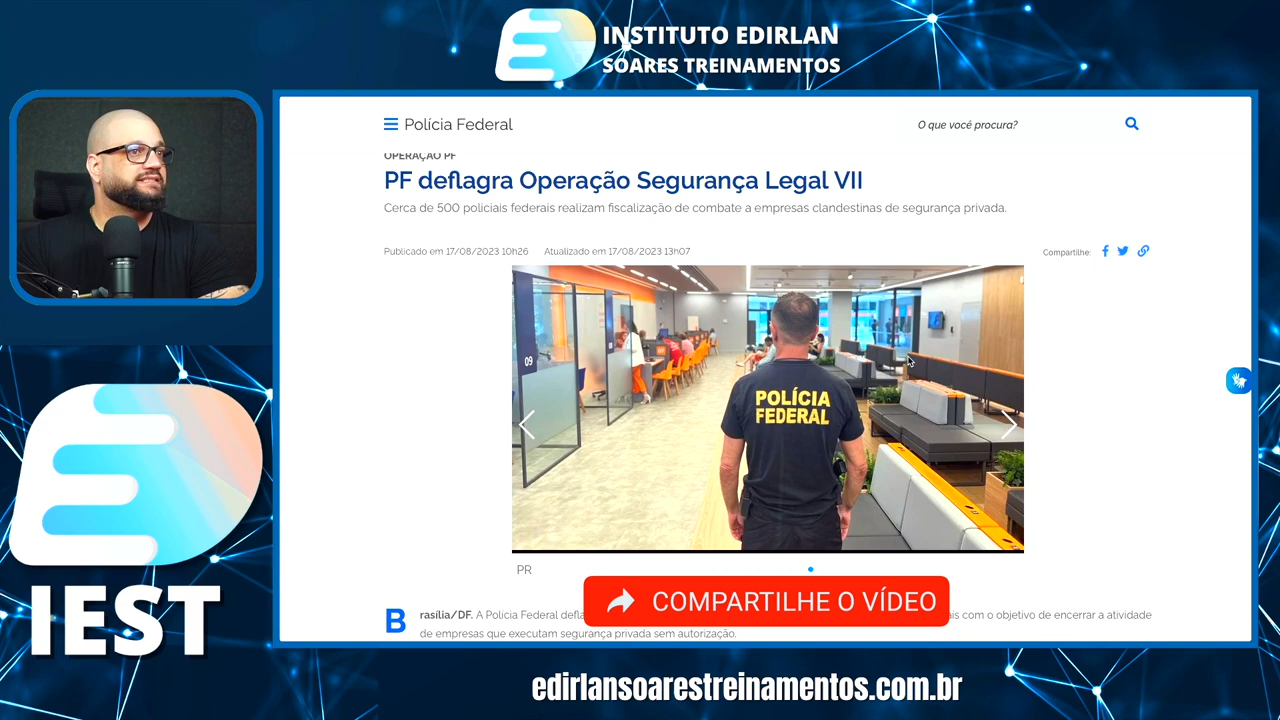 INSTITUTO EDIRLAN
SOARES TREINAMENTOS
Polícia Federal
O que você procura?
OPERAÇÃO PF
PF deflagra Operação Segurança Legal VII
Cerca de 500 policiais federais realizam fiscalização de combate a empresas clandestinas de segurança privada.
Publicado em 17/08/2023 10h26 Atualizado em 17/08/2023 13h07
Compartilhe:
09
POLÍCIA
FEDERAL
PR
COMPARTILHE O VÍDEO
Brasília/DF. A Polícia Federal defla
com o objetivo de encerrar a atividade
de empresas que executam segurança privada sem autorização.
IEST
edirlansoarestreinamentos.com.br